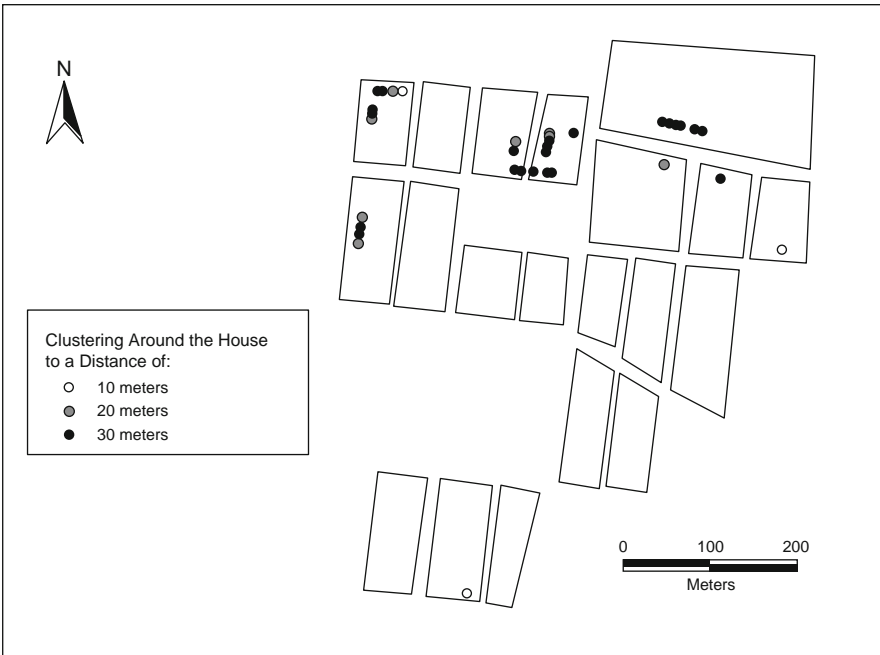 N
Clustering Around the House
to a Distance of:
10 meters
20 meters
30 meters
0 100 200
Meters